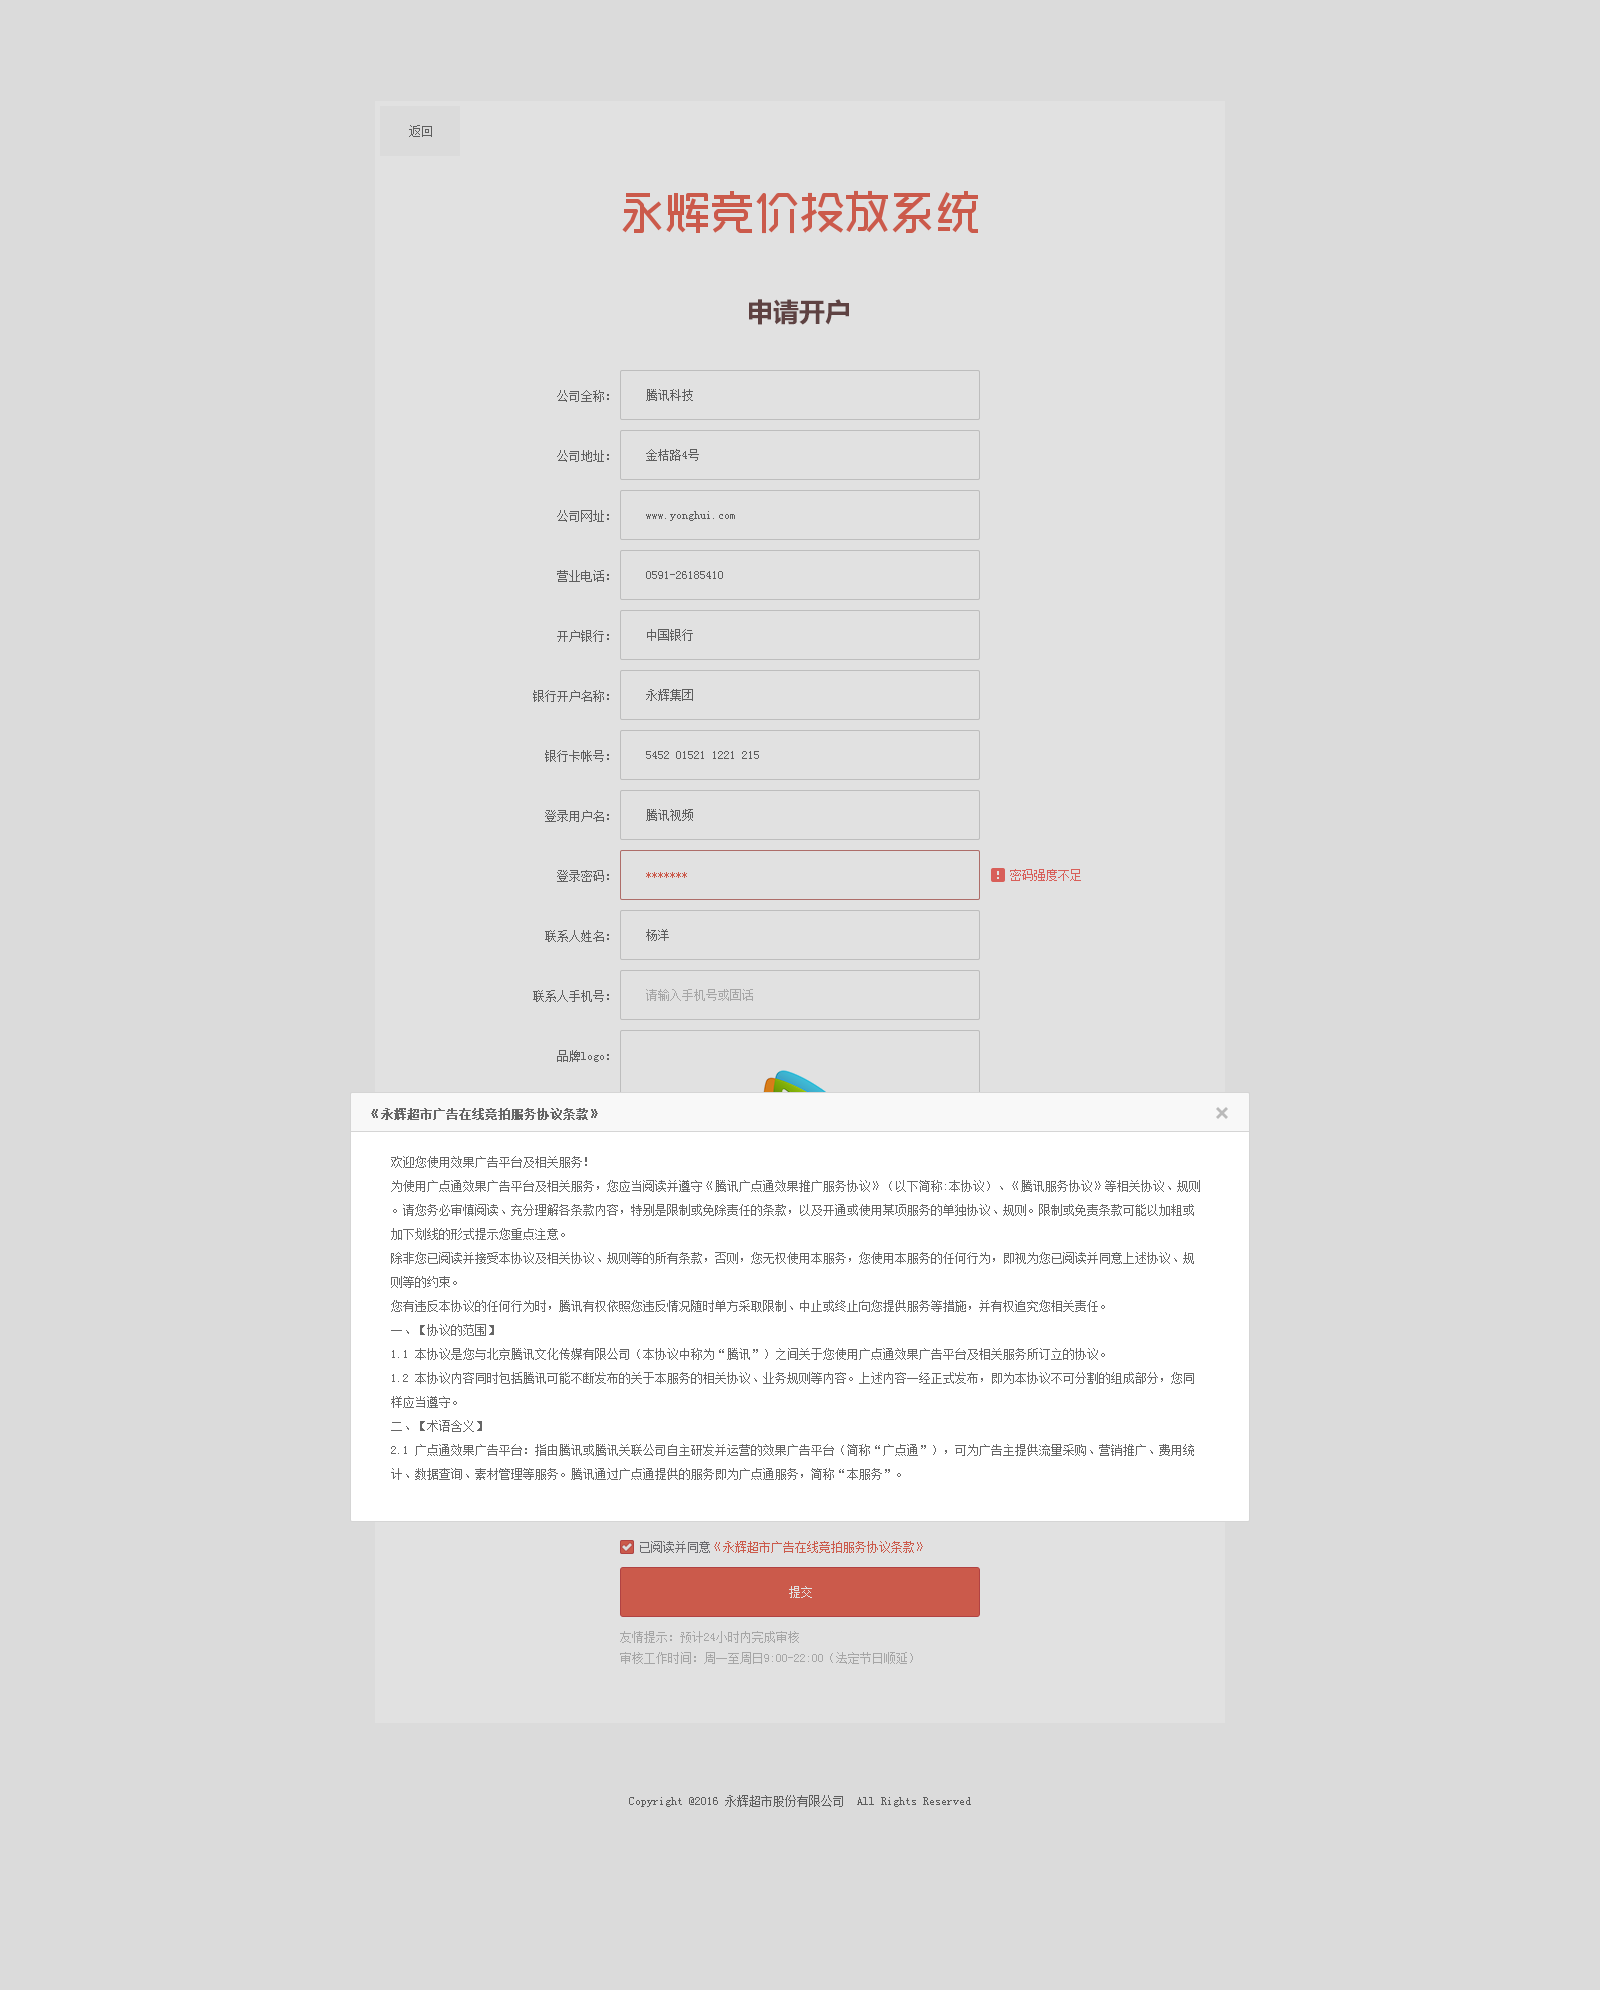 返回
永辉竞价投放系统
申请开户
公司全称：
腾讯科技
公司地址：
金桔路4号
公司网址：
www.yonghui.com
营业电话：
0591-26185410
开户银行：
中国银行
银行开户名称：
永辉集团
银行卡帐号：
5452 01521 1221 215
登录用户名：
腾讯视频
登录密码：
*******
密码强度不足
联系人姓名：
杨洋
联系人手机号：
请输入手机号或固话
品牌logo：
《永辉超市广告在线竞拍服务协议条款》
欢迎您使用效果广告平台及相关服务！
为使用广点通效果广告平台及相关服务，您应当阅读并遵守《腾讯广点通效果推广服务协议》（以下简称:本协议）、《腾讯服务协议》等相关协议、规则
。请您务必审慎阅读、充分理解各条款内容，特别是限制或免除责任的条款，以及开通或使用某项服务的单独协议、规则。限制或免责条款可能以加粗或
加下划线的形式提示您重点注意。
除非您已阅读并接受本协议及相关协议、规则等的所有条款，否则，您无权使用本服务，您使用本服务的任何行为，即视为您已阅读并同意上述协议、规
则等的约束。
您有违反本协议的任何行为时，腾讯有权依照您违反情况随时单方采取限制、中止或终止向您提供服务等措施，并有权追究您相关责任。
一、【协议的范围】
1.1 本协议是您与北京腾讯文化传媒有限公司（本协议中称为“腾讯”）之间关于您使用广点通效果广告平台及相关服务所订立的协议。
1.2 本协议内容同时包括腾讯可能不断发布的关于本服务的相关协议、业务规则等内容。上述内容一经正式发布，即为本协议不可分割的组成部分，您同
样应当遵守。
二、【术语含义】
2.1 广点通效果广告平台：指由腾讯或腾讯关联公司自主研发并运营的效果广告平台（简称“广点通”），可为广告主提供流量采购、营销推广、费用统
计、数据查询、素材管理等服务。腾讯通过广点通提供的服务即为广点通服务，简称“本服务”。
已阅读并同意《永辉超市广告在线竞拍服务协议条款》
提交
友情提示：预计24小时内完成审核
审核工作时间：周一至周日9:00-22:00（法定节日顺延）
Copyright @2016 永辉超市股份有限公司  All Rights Reserved